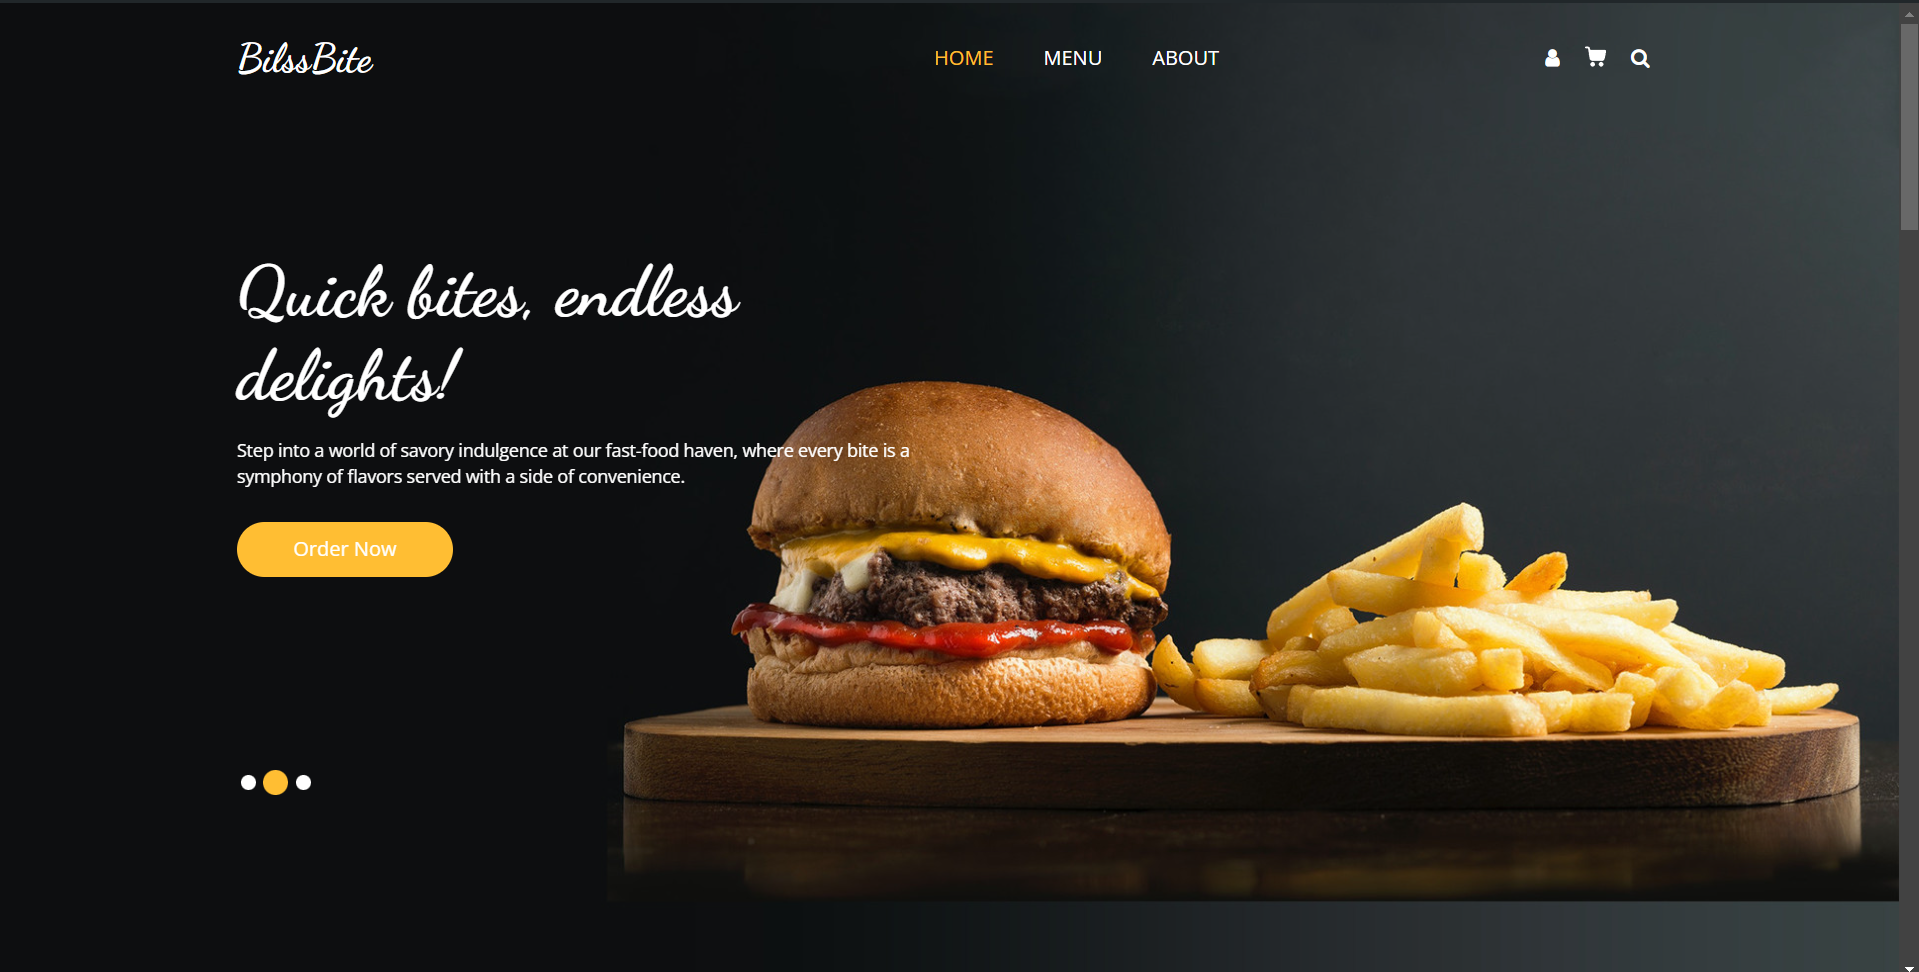 BilssBite
HOME
MENU
ABOUT
Quick bites, endless
delights!
Step into a world of savory indulgence at our fast-food haven, where every bite is a
symphony of flavors served with a side of convenience.
Order Now